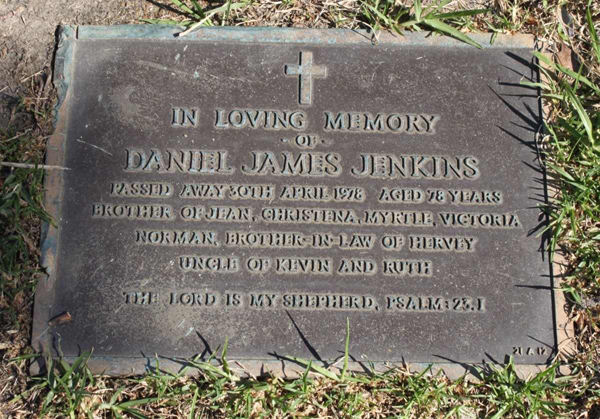 IN LOVING MEMORY
- OF -
DANIEL JAMES JENKINS
PASSED AWAY 30TH APRIL 1978 AGED 78 YEARS
BROTHER OF JEAN, CHRISTENA, MYRTLE, VICTORIA
NORMAN, BROTHER-IN-LAW OF HERVEY
UNCLE OF KEVIN AND RUTH
THE LORD IS MY SHEPHERD, PSALM: 23.1